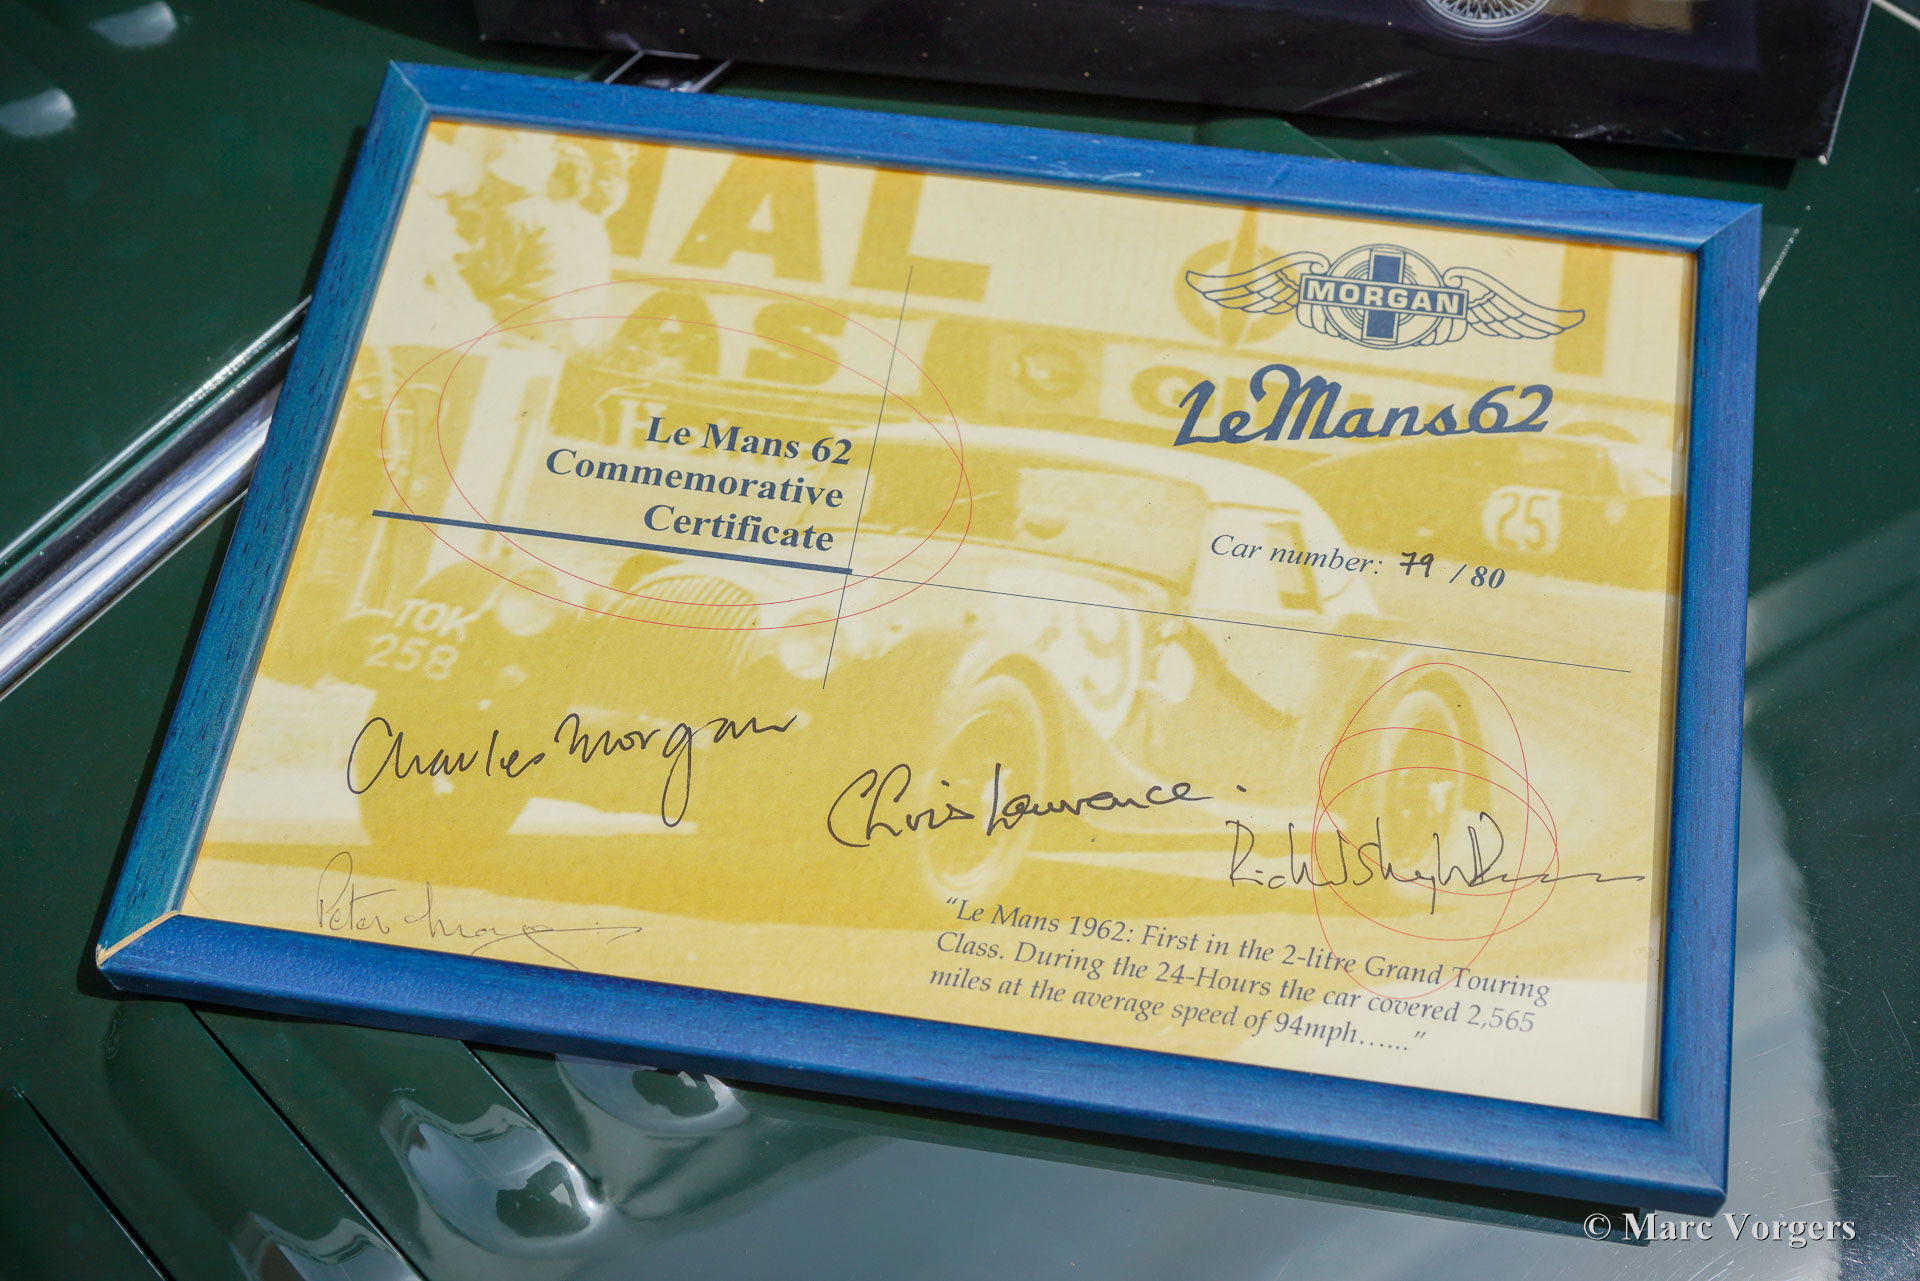 IAL
AS
MORGAN
Le Mans 62
Le Mans 62
Commemorative
Certificate
25
Car number: 79 / 80
TOK
258
Charles Morgan
Chris Lawrence.
Peter Morgan
"Le Mans 1962: First in the 2-litre Grand Touring
Class. During the 24-Hours the car covered 2,565
miles at the average speed of 94mph…...."
© Marc Vorgers